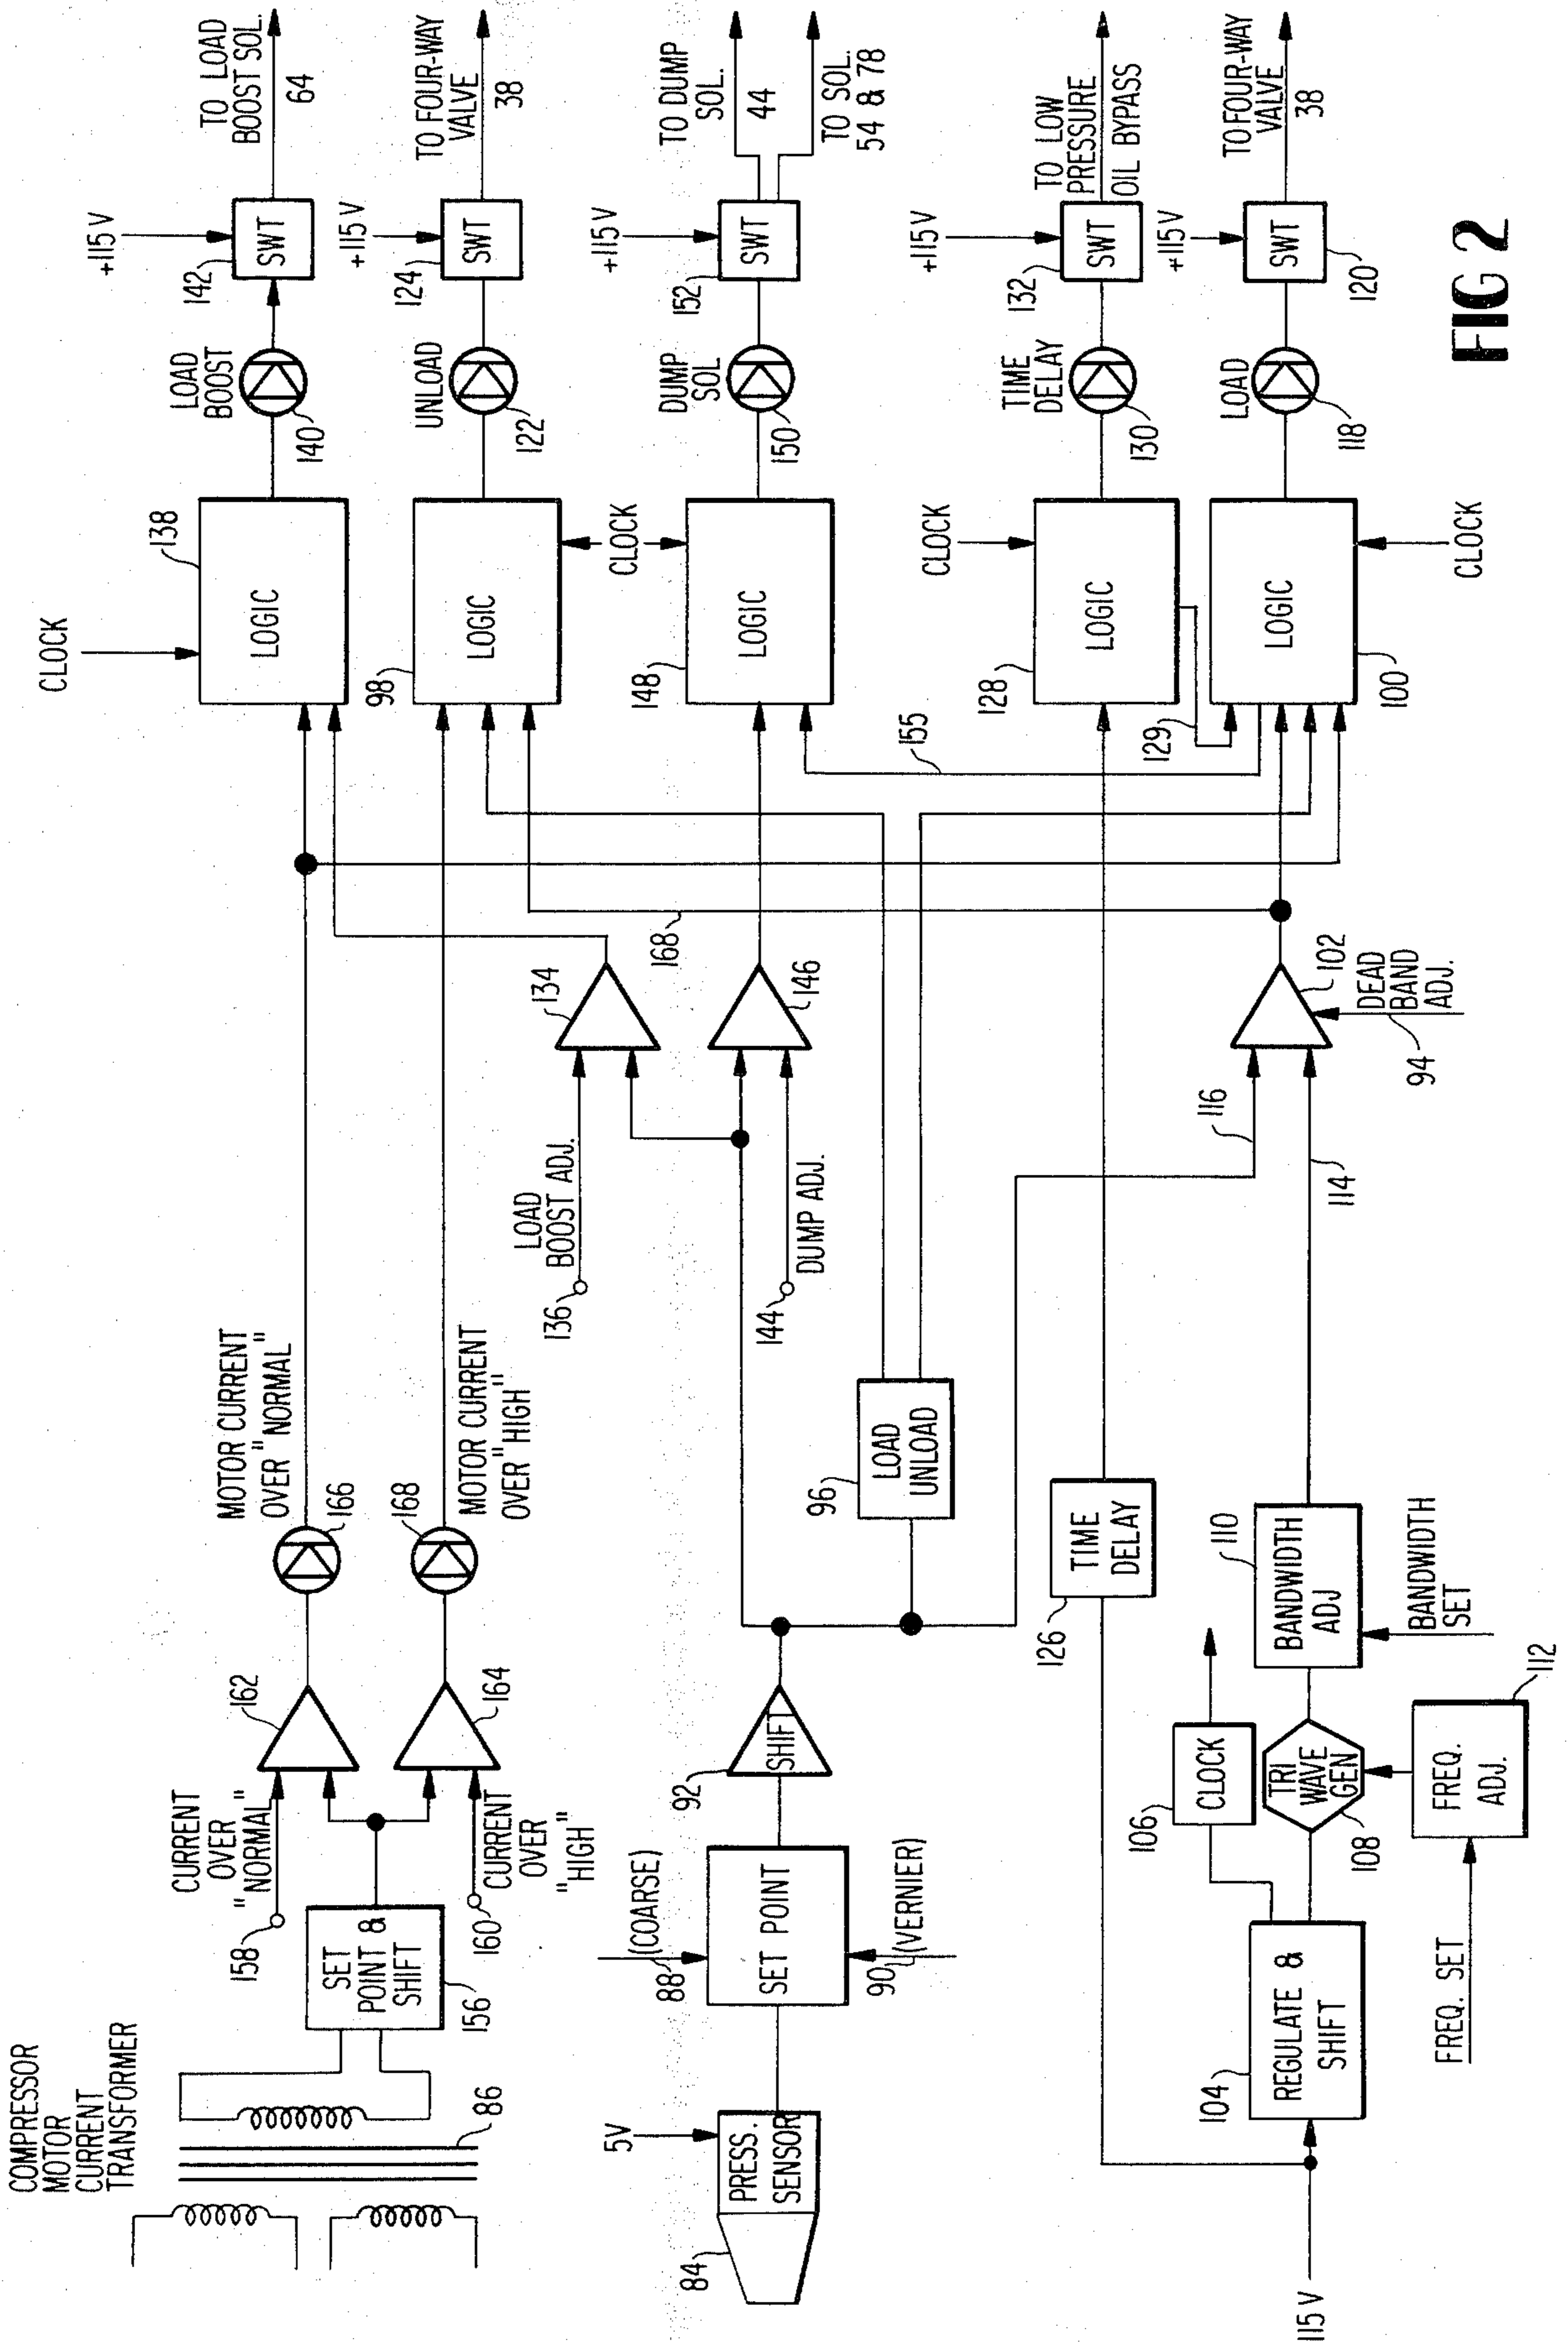 COMPRESSOR
MOTOR
CURRENT
TRANSFORMER
86
SET
POINT &
SHIFT
156
158
CURRENT
OVER
"NORMAL"
160
CURRENT
OVER
"HIGH"
162
164
166
MOTOR CURRENT
OVER "NORMAL"
168
MOTOR CURRENT
OVER "HIGH"
CLOCK
138
LOGIC
LOAD
BOOST
140
+115 V
142
SWT
TO LOAD
BOOST SOL.
64
98
LOGIC
UNLOAD
122
+115 V
124
SWT
TO FOUR-WAY
VALVE
38
CLOCK
84
PRESS.
SENSOR
5V
SET POINT
88
(COARSE)
90
(VERNIER)
92
SHIFT
LOAD
BOOST ADJ.
136
134
144
DUMP ADJ.
146
168
148
LOGIC
DUMP
SOL
150
+115 V
152
SWT
TO DUMP
SOL.
44
TO SOL.
54 & 78
96
LOAD
UNLOAD
155
126
TIME
DELAY
CLOCK
128
LOGIC
129
TIME
DELAY
130
+115V
132
SWT
TO LOW
PRESSURE
OIL BYPASS
115 V
104
REGULATE &
SHIFT
106
CLOCK
TRI
WAVE
GEN
108
FREQ. SET
FREQ.
ADJ.
112
110
BANDWIDTH
ADJ
BANDWIDTH
SET
116
114
102
DEAD
BAND
ADJ.
94
LOGIC
100
CLOCK
LOAD
118
+115 V
SWT
120
TO FOUR-WAY
VALVE
38
FIG 2